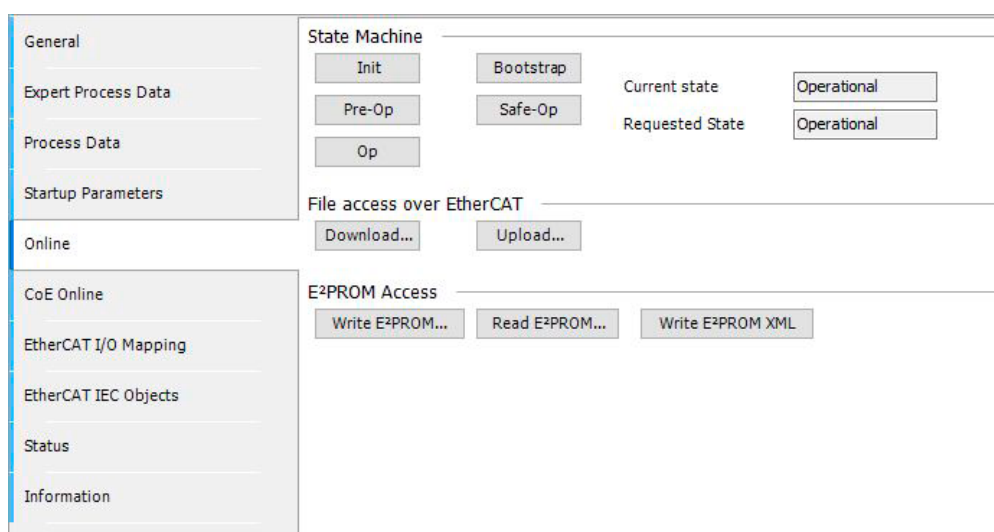 General
Expert Process Data
Process Data
Startup Parameters
Online
CoE Online
EtherCAT I/O Mapping
EtherCAT IEC Objects
Status
Information
State Machine
Init
Bootstrap
Pre-Op
Safe-Op
Op
Current state
Operational
Requested State
Operational
File access over EtherCAT
Download...
Upload...
E²PROM Access
Write E²PROM...
Read E²PROM...
Write E²PROM XML